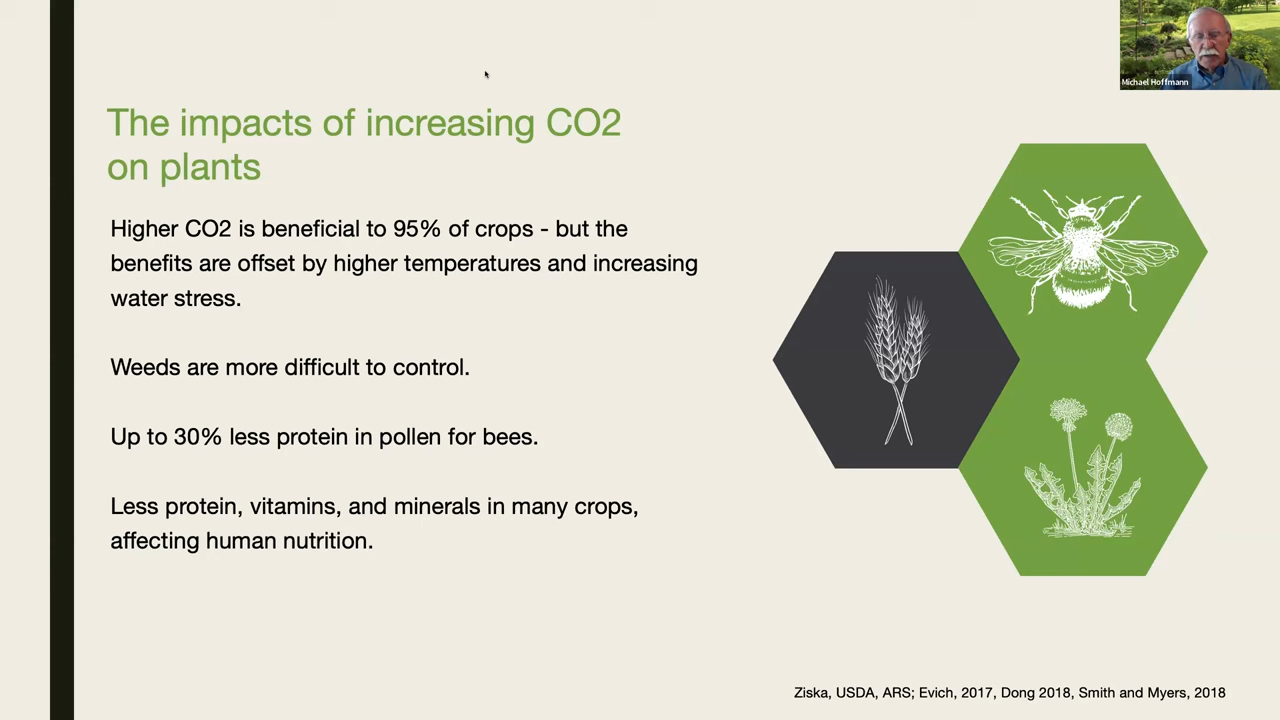 Michael Hoffmann
The impacts of increasing CO2
on plants
Higher CO2 is beneficial to 95% of crops - but the
benefits are offset by higher temperatures and increasing
water stress.
Weeds are more difficult to control.
Up to 30% less protein in pollen for bees.
Less protein, vitamins, and minerals in many crops,
affecting human nutrition.
Ziska, USDA, ARS; Evich, 2017, Dong 2018, Smith and Myers, 2018